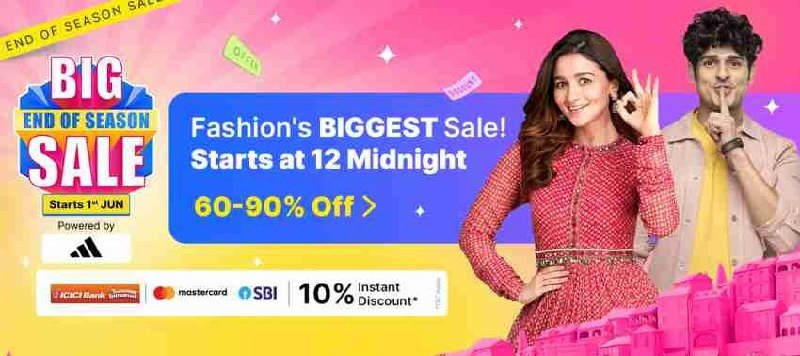 END OF SEASON SALE
BIG
END OF SEASON
SALE
Starts 1st JUN
Powered by
OFFER
Fashion's BIGGEST Sale!
Starts at 12 Midnight
60-90% Off >
ICICI Bank
mastercard
SBI
10% Instant
Discount*